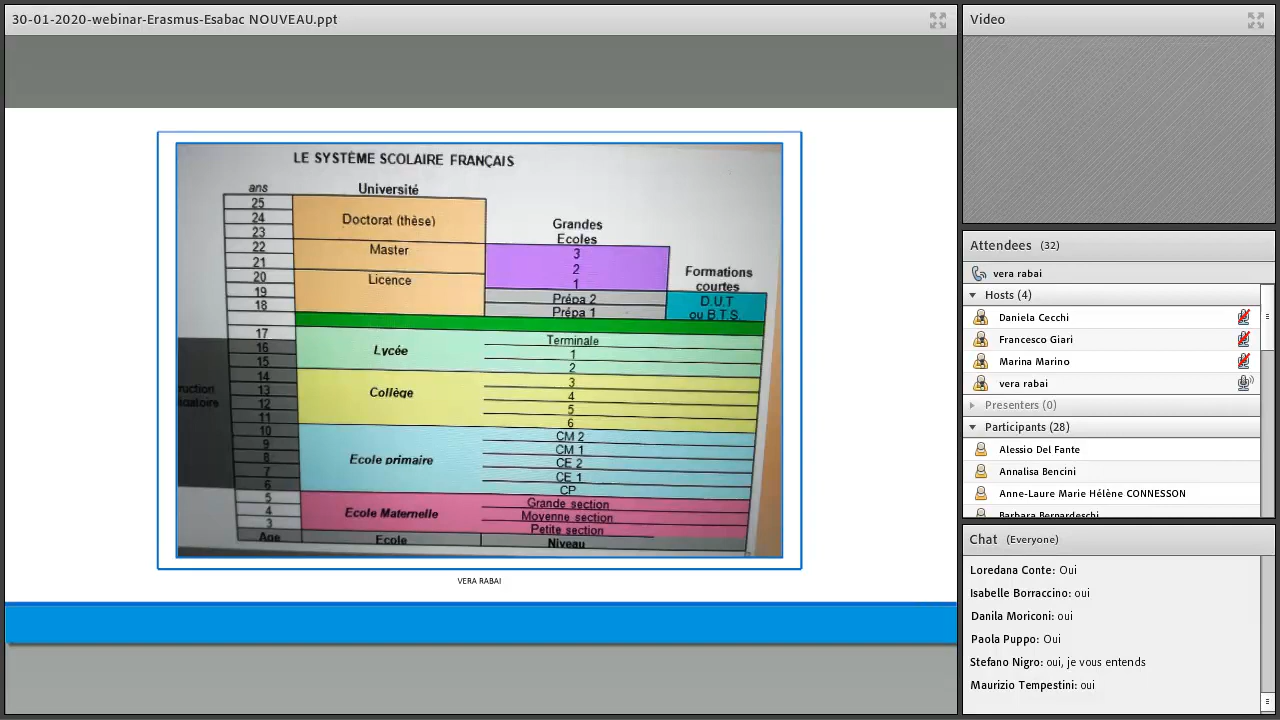 30-01-2020-webinar-Erasmus-Esabac NOUVEAU.ppt
LE SYSTÈME SCOLAIRE FRANÇAIS
ans
Université
25
24
23
22
21
20
19
18
17
16
15
14
13
12
11
10
9
8
7
6
5
4
3
Doctorat (thèse)
Master
Licence
Grandes
Ecoles
3
2
1
Prépa 2
Prépa 1
Formations
courtes
D.U.T
ou B.T.S.
Lycée
Terminale
1
2
Collège
3
4
5
6
Ecole primaire
CM 2
CM 1
CE 2
CE 1
CP
Ecole Maternelle
Grande section
Moyenne section
Petite section
Age
Ecole
Niveau
VERA RABAI
Video
Attendees (32)
vera rabai
Hosts (4)
Daniela Cecchi
Francesco Giari
Marina Marino
vera rabai
Presenters (0)
Participants (28)
Alessio Del Fante
Annalisa Bencini
Anne-Laure Marie Hélène CONNESSON
Barbara Bernardeschi
Chat (Everyone)
Loredana Conte: Oui
Isabelle Borraccino: oui
Danila Moriconi: oui
Paola Puppo: Oui
Stefano Nigro: oui, je vous entends
Maurizio Tempestini: oui